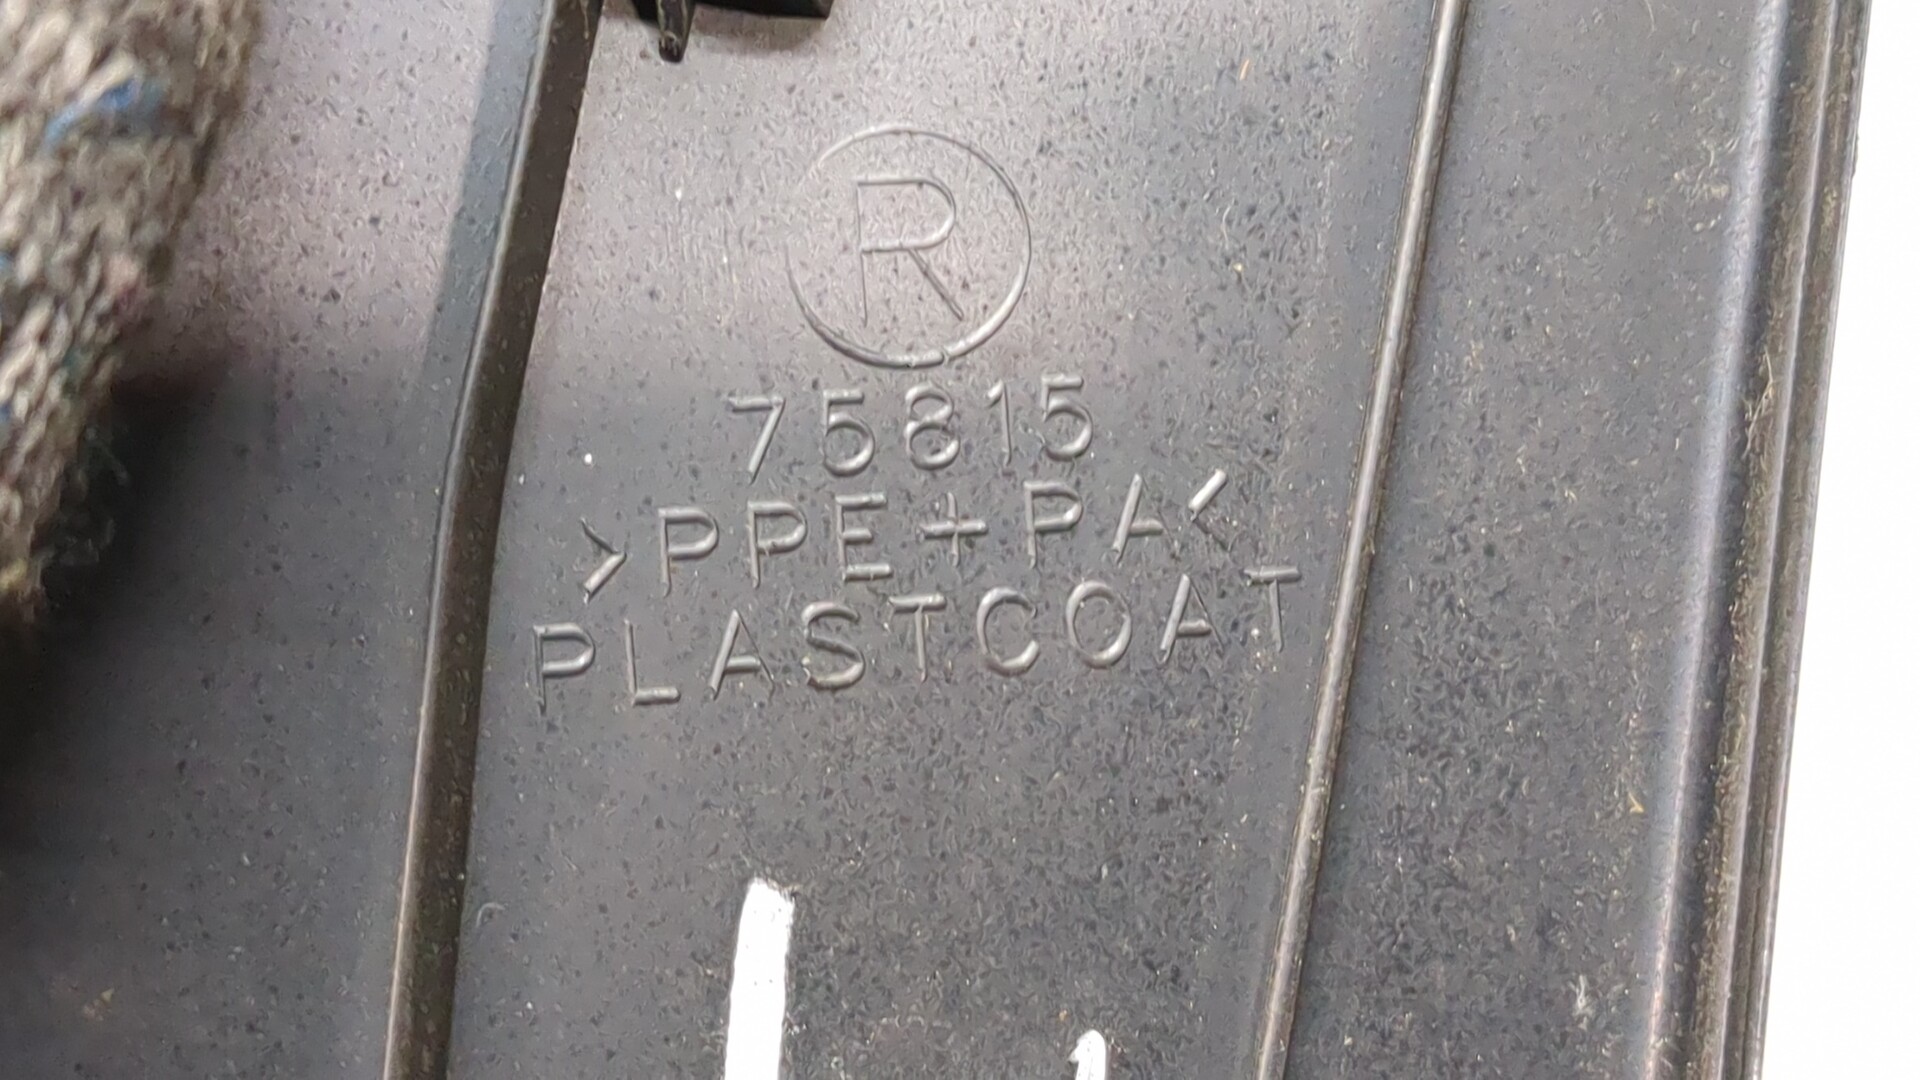 R
75815
>PPE+PA<
PLASTCOAT